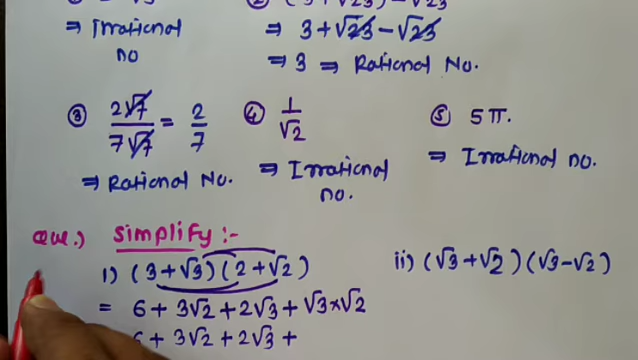 ⇒ Irrational no
⇒ 3 + √23 - √23
⇒ 3 ⇒ Rational No.
③ 2√7 / 7√7 = 2/7
⇒ Rational No.
④ 1/√2
⇒ Irrational no.
⑤ 5π.
⇒ Irrational no.
Que.) Simplify :-
i) (3+√3)(2+√2)
= 6 + 3√2 + 2√3 + √3×√2
6 + 3√2 + 2√3 +
ii) (√3+√2)(√3-√2)